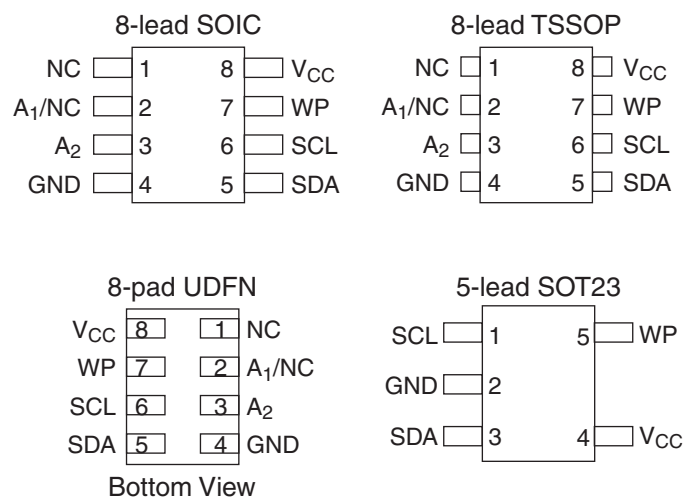 8-lead SOIC
NC 1 8 VCC
A1/NC 2 7 WP
A2 3 6 SCL
GND 4 5 SDA
8-lead TSSOP
NC 1 8 VCC
A1/NC 2 7 WP
A2 3 6 SCL
GND 4 5 SDA
8-pad UDFN
VCC 8 1 NC
WP 7 2 A1/NC
SCL 6 3 A2
SDA 5 4 GND
Bottom View
5-lead SOT23
SCL 1 5 WP
GND 2
SDA 3 4 VCC